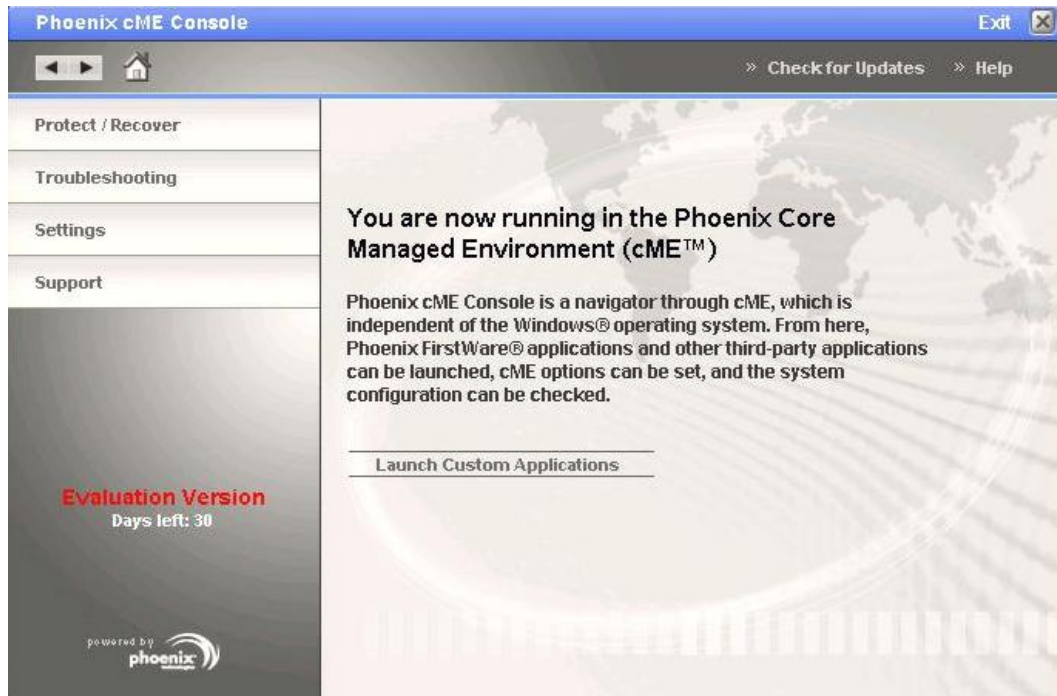 Phoenix cME Console
Exit
» Check for Updates
» Help
Protect / Recover
Troubleshooting
Settings
Support
You are now running in the Phoenix Core
Managed Environment (cME™)
Phoenix cME Console is a navigator through cME, which is
independent of the Windows® operating system. From here,
Phoenix FirstWare® applications and other third-party applications
can be launched, cME options can be set, and the system
configuration can be checked.
Launch Custom Applications
Evaluation Version
Days left: 30
powered by
phoenix